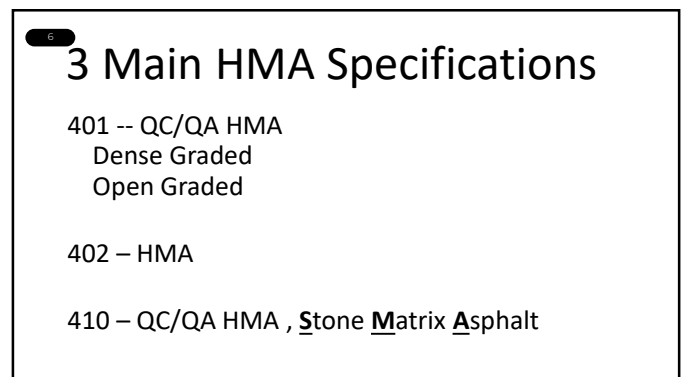 6
3 Main HMA Specifications
401 -- QC/QA HMA
Dense Graded
Open Graded
402 – HMA
410 – QC/QA HMA , Stone Matrix Asphalt